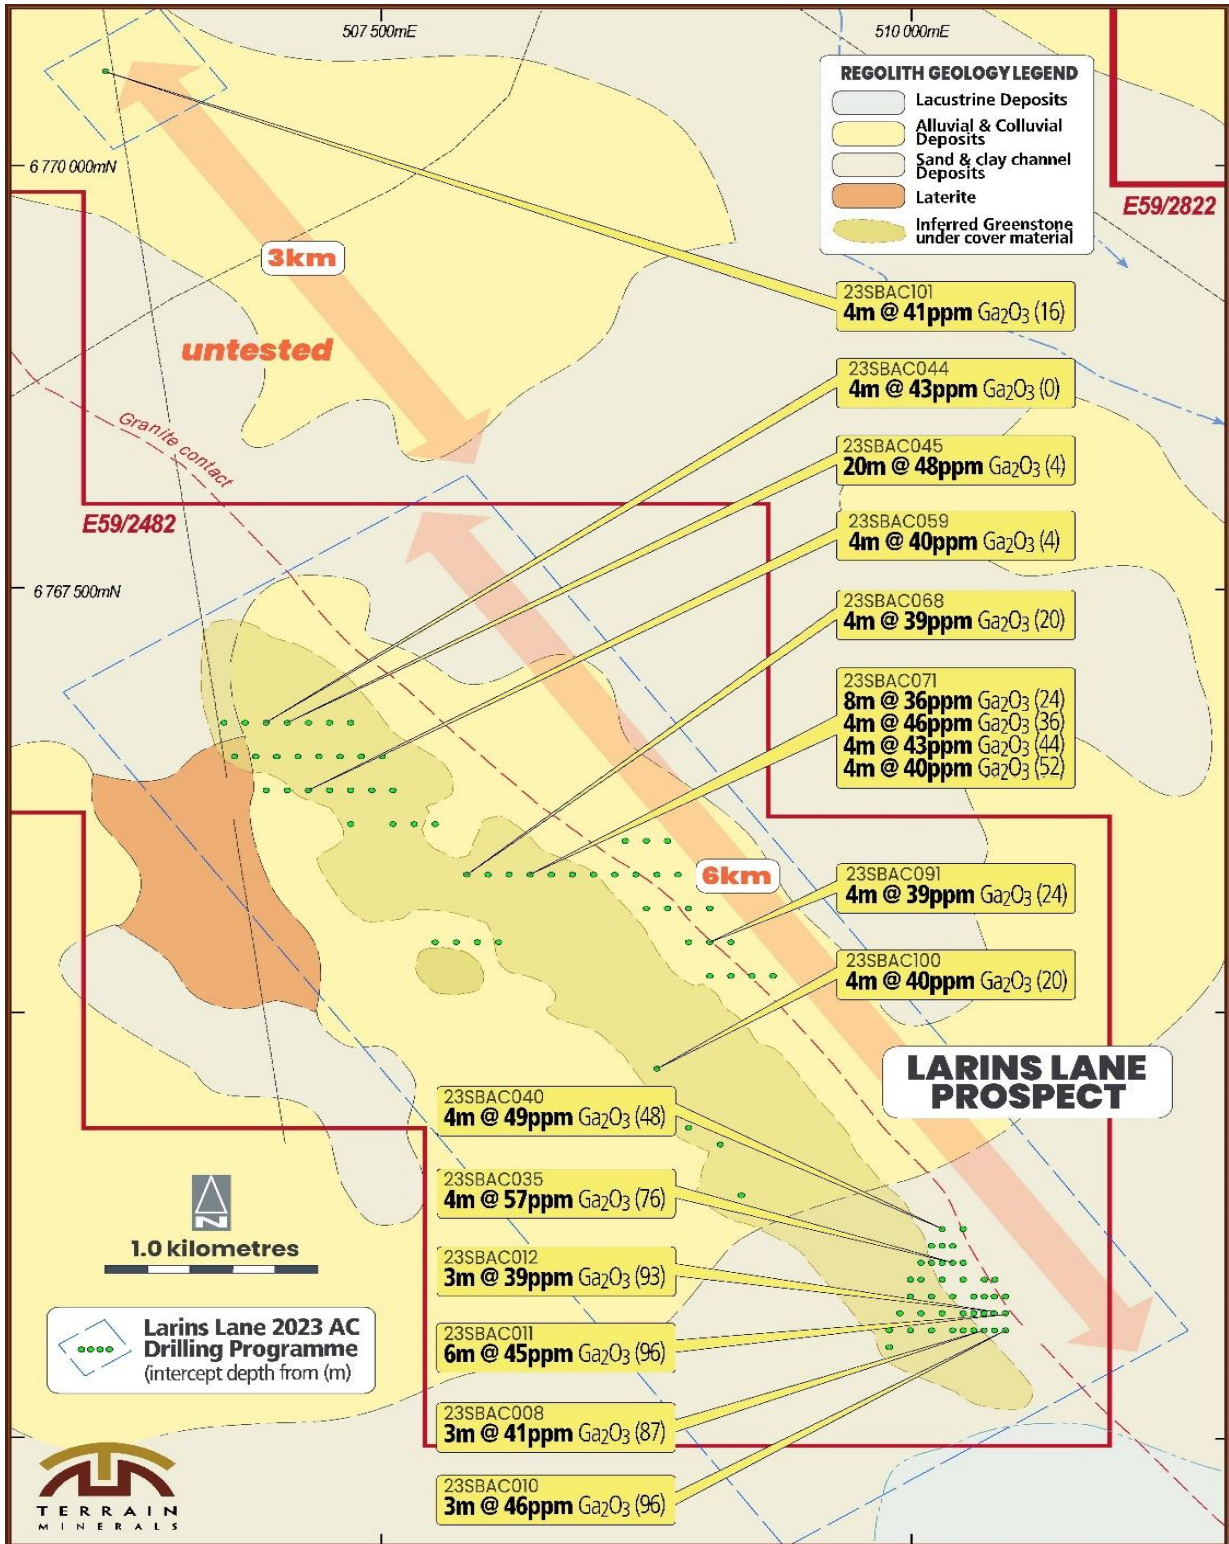 507 500mE
510 000mE
REGOLITH GEOLOGY LEGEND
Lacustrine Deposits
Alluvial & Colluvial
Deposits
Sand & clay channel
Deposits
Laterite
Inferred Greenstone
under cover material
6 770 000mN
E59/2822
3km
untested
23SBAC101
4m @ 41ppm Ga₂O₃ (16)
23SBAC044
4m @ 43ppm Ga₂O₃ (0)
Granite contact
23SBAC045
20m @ 48ppm Ga₂O₃ (4)
E59/2482
23SBAC059
4m @ 40ppm Ga₂O₃ (4)
6 767 500mN
23SBAC068
4m @ 39ppm Ga₂O₃ (20)
23SBAC071
8m @ 36ppm Ga₂O₃ (24)
4m @ 46ppm Ga₂O₃ (36)
4m @ 43ppm Ga₂O₃ (44)
4m @ 40ppm Ga₂O₃ (52)
6km
23SBAC091
4m @ 39ppm Ga₂O₃ (24)
23SBAC100
4m @ 40ppm Ga₂O₃ (20)
LARINS LANE
PROSPECT
23SBAC040
4m @ 49ppm Ga₂O₃ (48)
23SBAC035
4m @ 57ppm Ga₂O₃ (76)
N
1.0 kilometres
23SBAC012
3m @ 39ppm Ga₂O₃ (93)
23SBAC011
6m @ 45ppm Ga₂O₃ (96)
Larins Lane 2023 AC
Drilling Programme
(intercept depth from (m)
23SBAC008
3m @ 41ppm Ga₂O₃ (87)
23SBAC010
3m @ 46ppm Ga₂O₃ (96)
TERRAIN
MINERALS